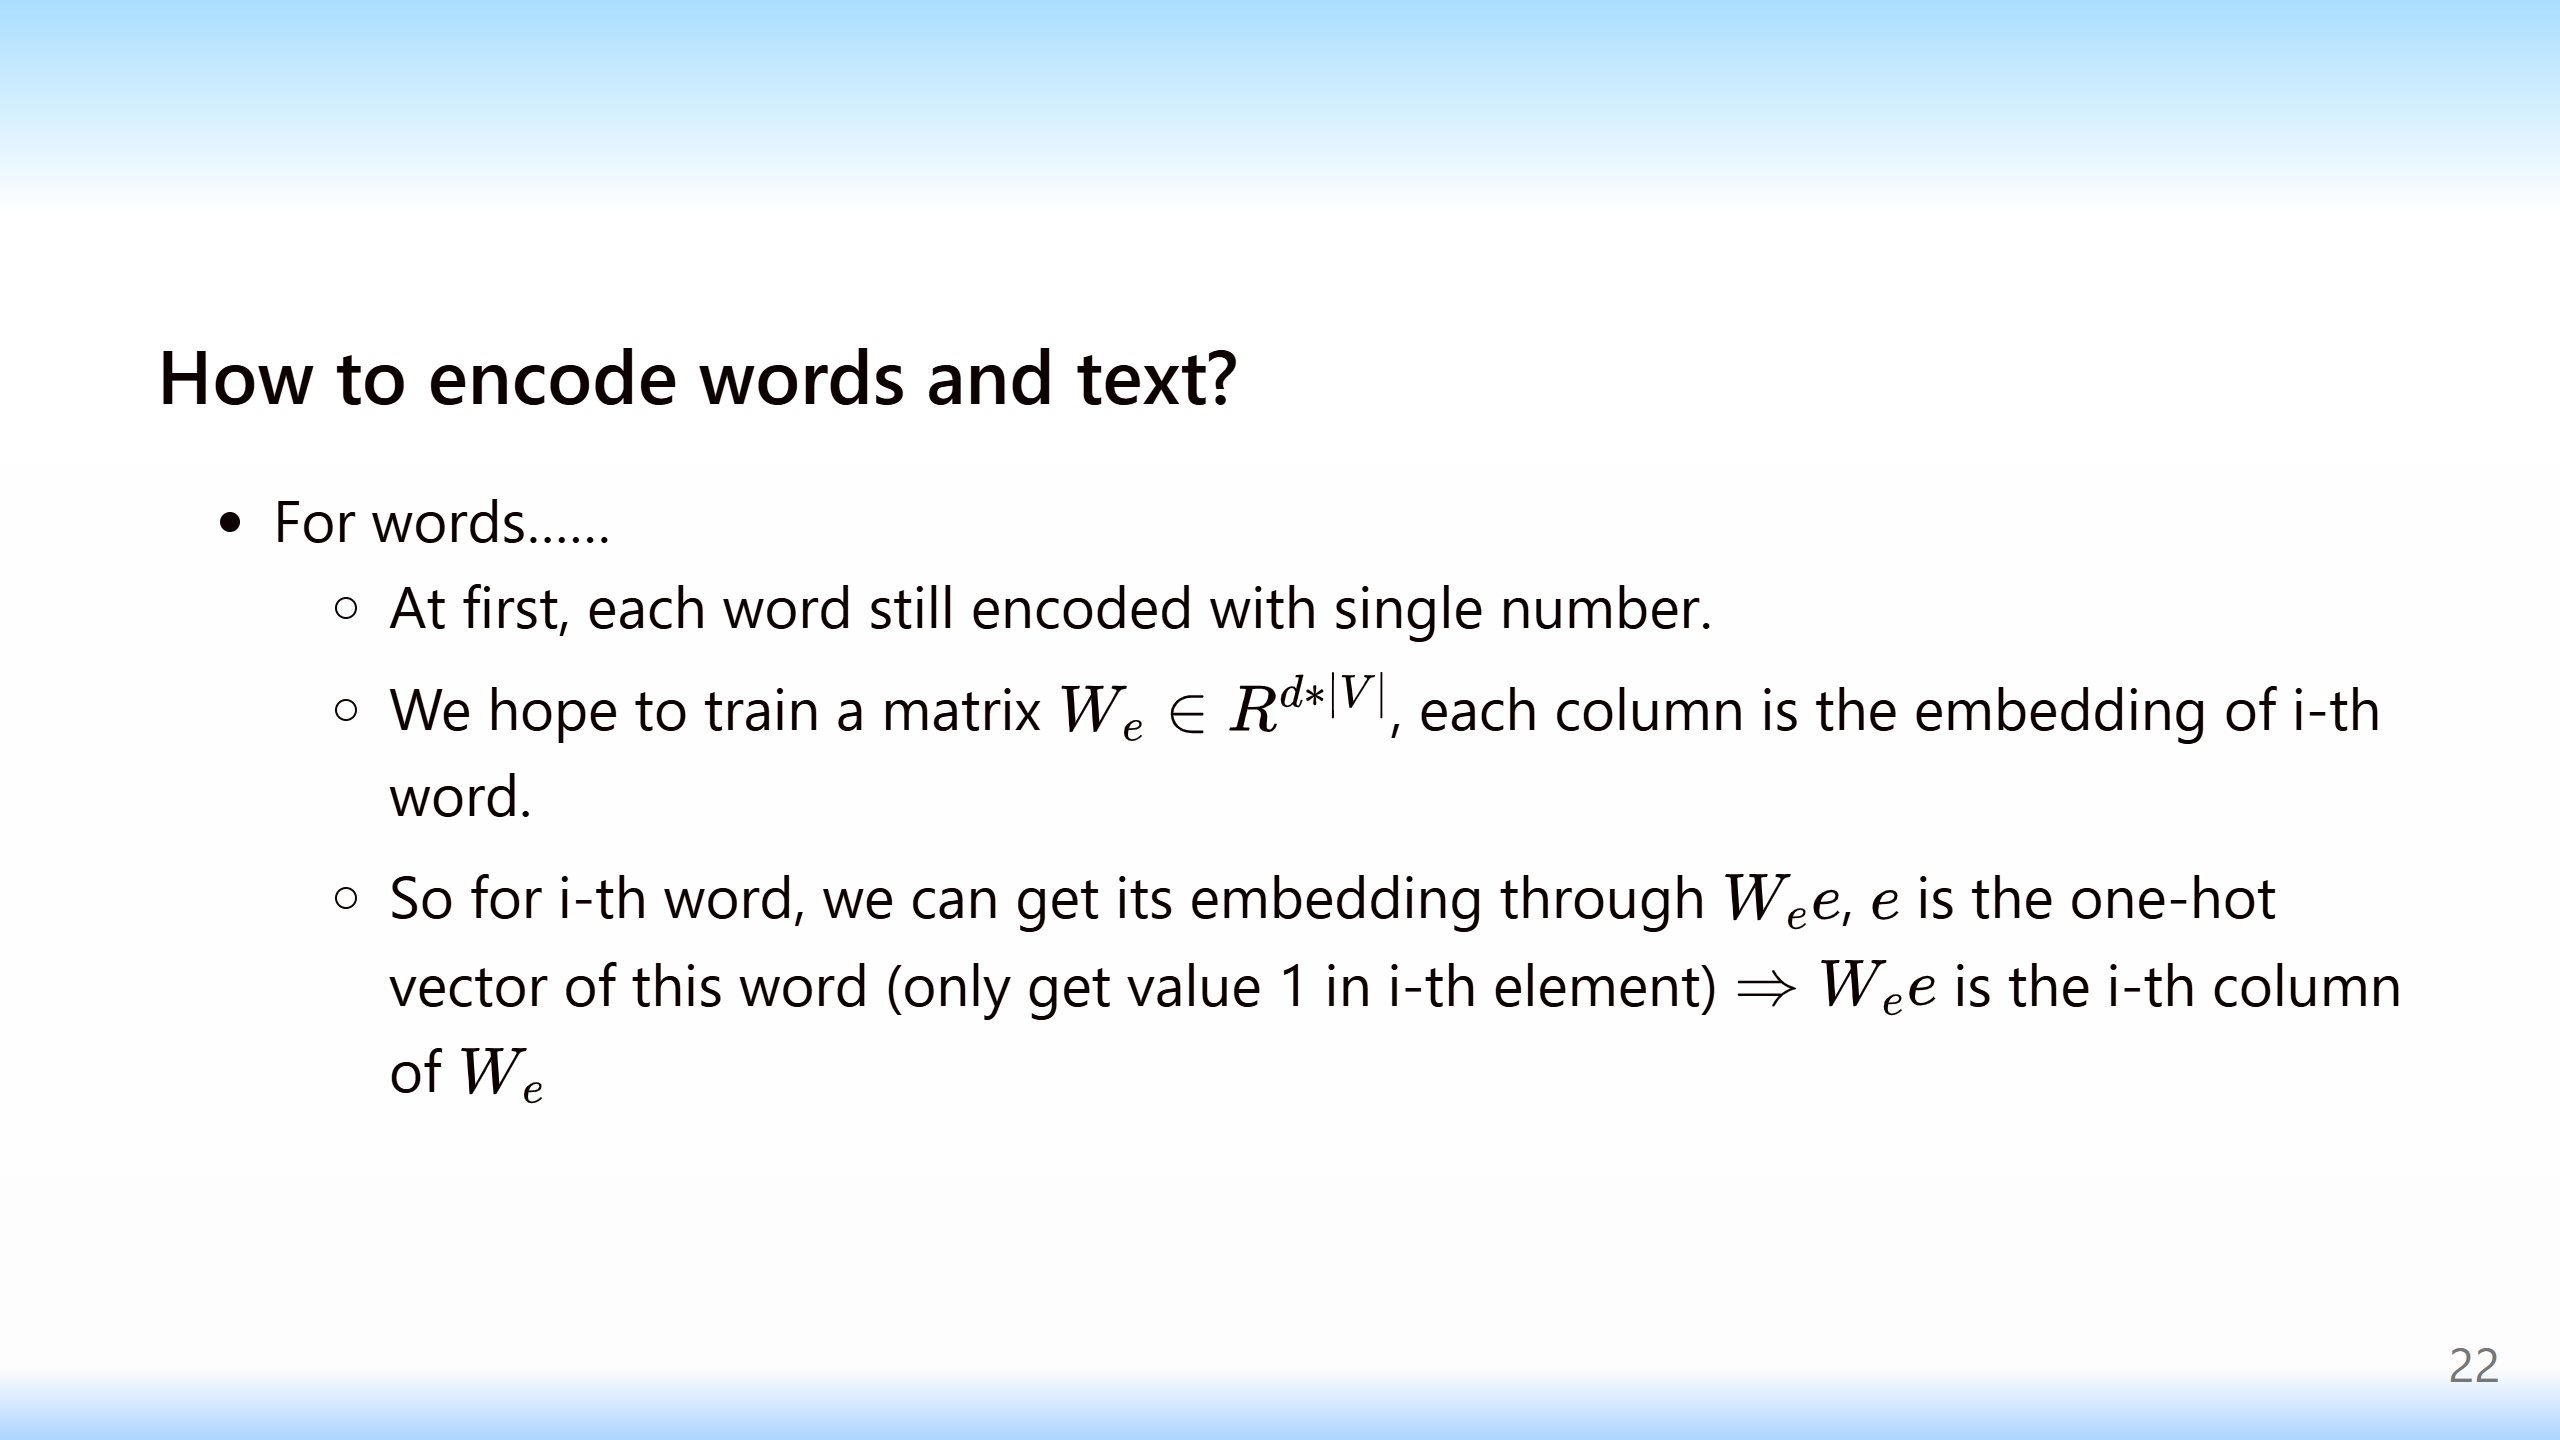 How to encode words and text?
• For words......
○ At first, each word still encoded with single number.
○ We hope to train a matrix $W_e \in R^{d*|V|}$, each column is the embedding of i-th
word.
○ So for i-th word, we can get its embedding through $W_e e$, $e$ is the one-hot
vector of this word (only get value 1 in i-th element) $\Rightarrow W_e e$ is the i-th column
of $W_e$
22